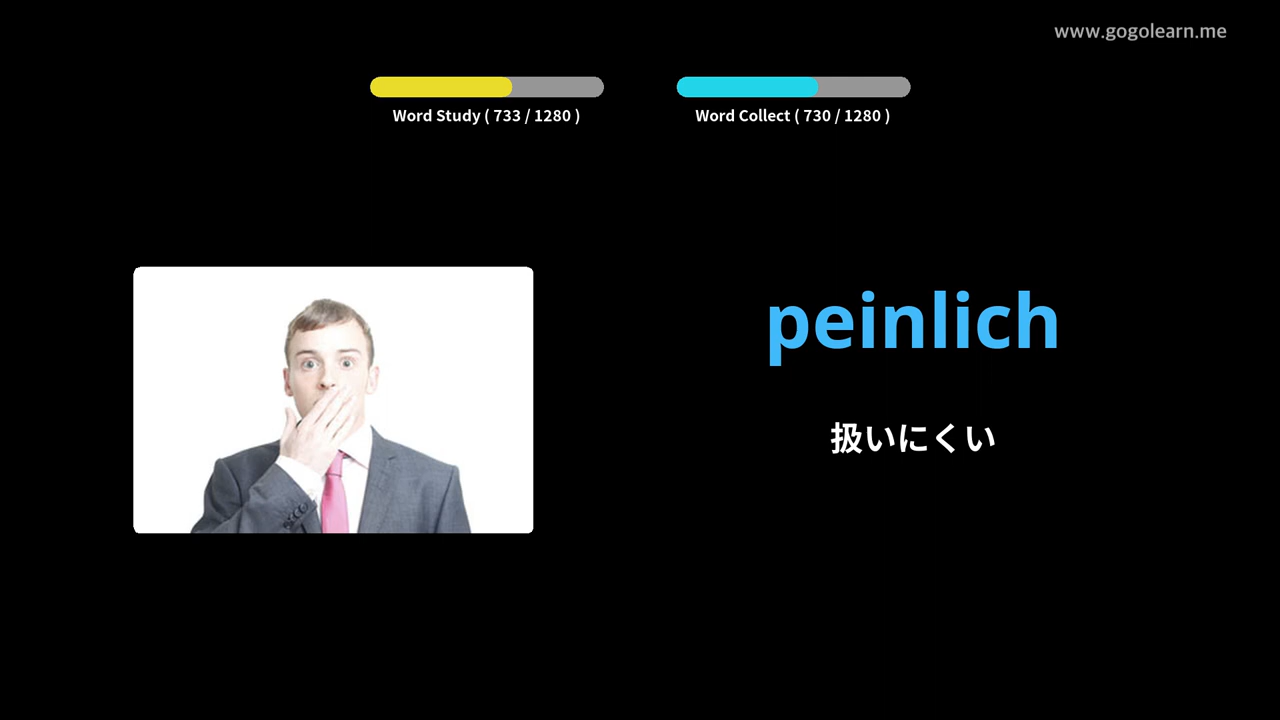 www.gogolearn.me
Word Study ( 733 / 1280 )
Word Collect ( 730 / 1280 )
peinlich
扱いにくい